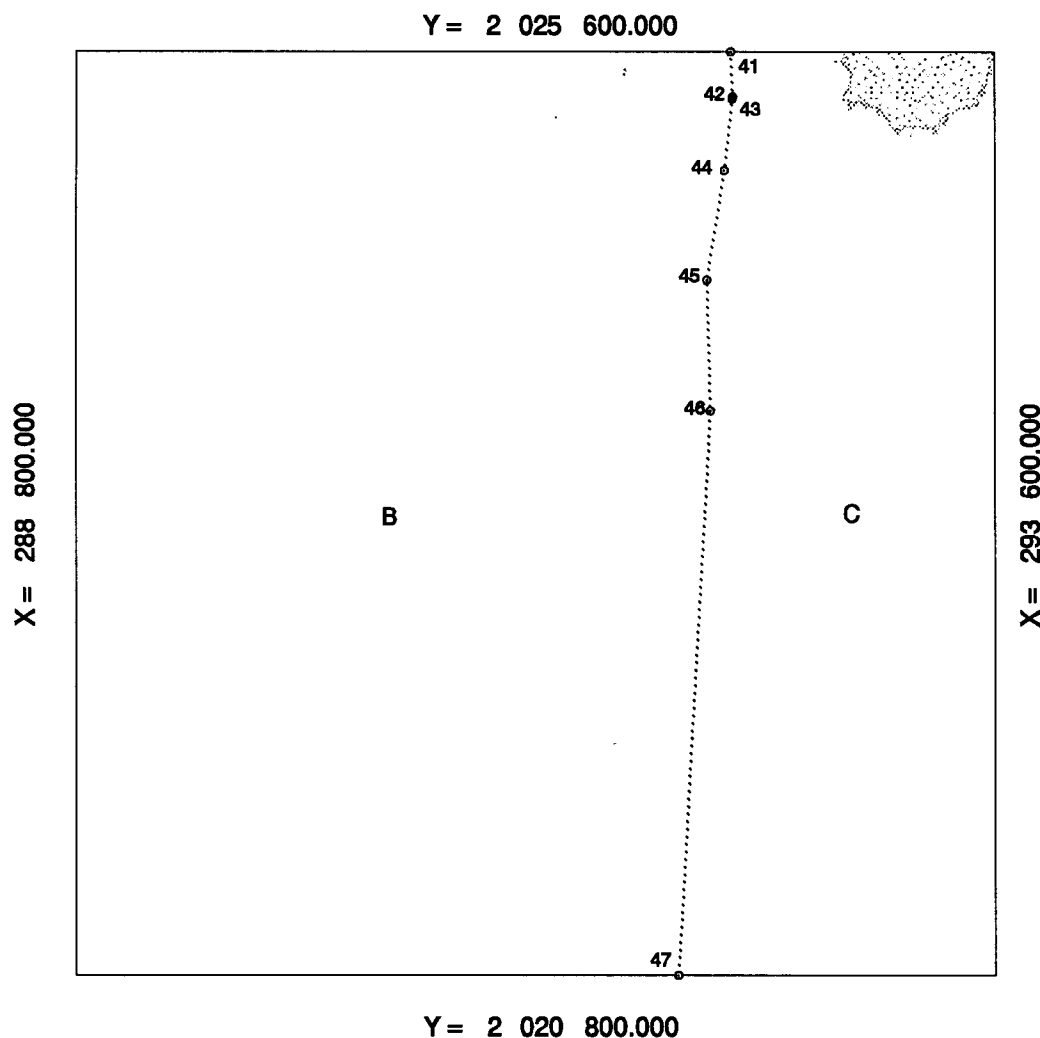 Y = 2 025 600.000
41
42
43
44
45
46
X = 288 800.000
X = 293 600.000
B
C
47
Y = 2 020 800.000